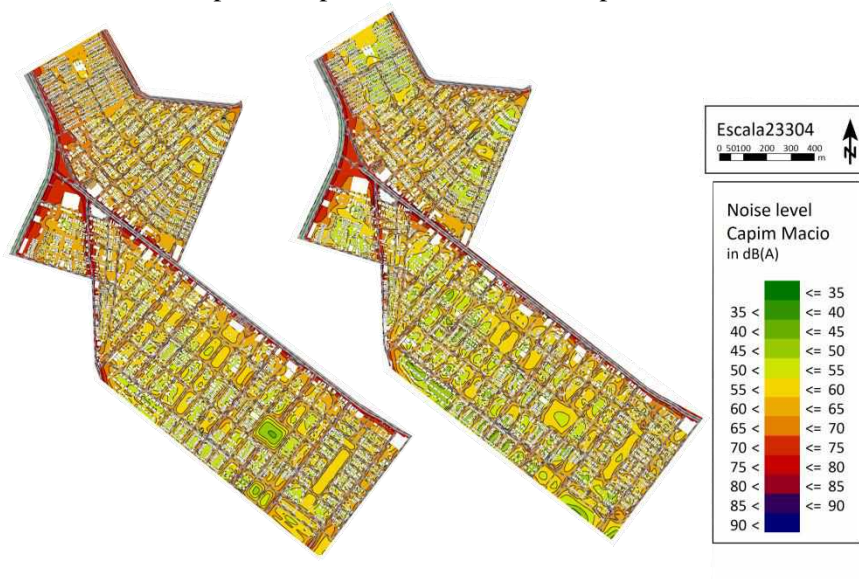 Escala23304
0 50100 200 300 400
m
N
Noise level
Capim Macio
in dB(A)
<= 35
35 < <= 40
40 < <= 45
45 < <= 50
50 < <= 55
55 < <= 60
60 < <= 65
65 < <= 70
70 < <= 75
75 < <= 80
80 < <= 85
85 < <= 90
90 <